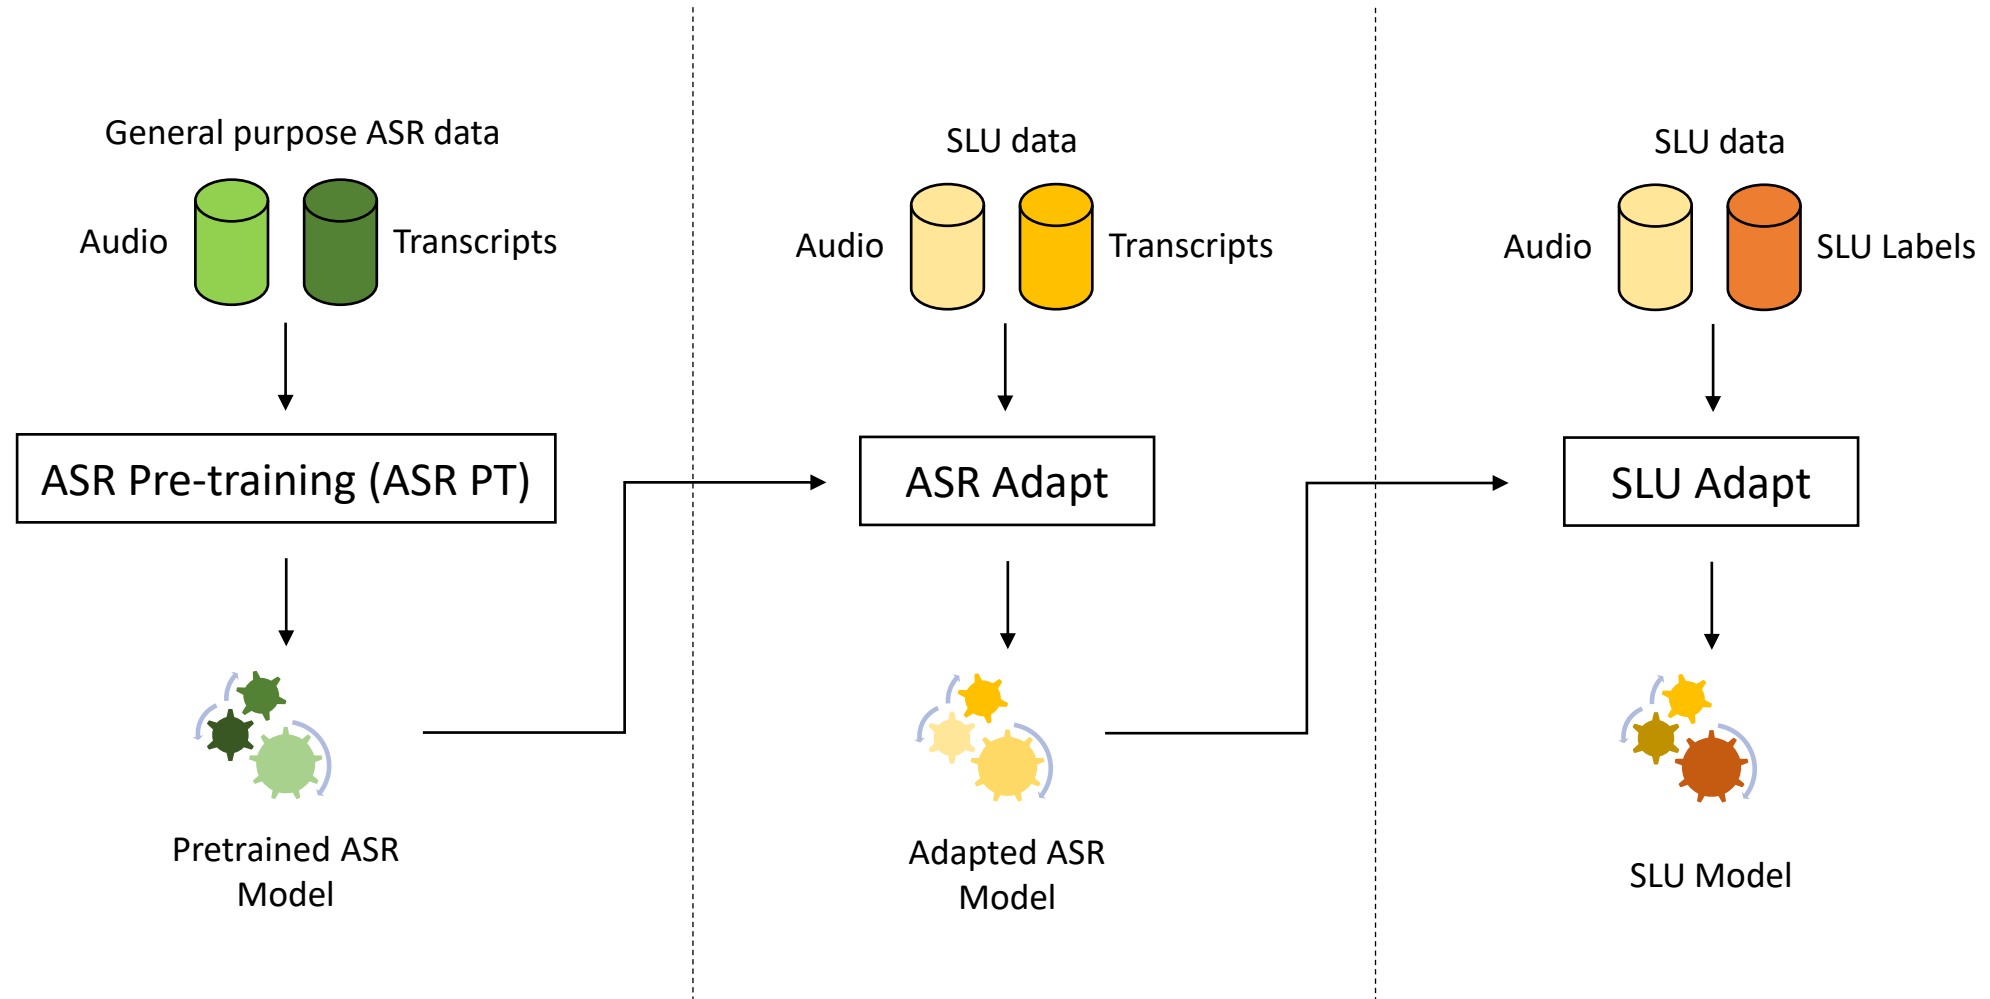 General purpose ASR data
Audio
Transcripts
ASR Pre-training (ASR PT)
Pretrained ASR
Model
SLU data
Audio
Transcripts
ASR Adapt
Adapted ASR
Model
SLU data
Audio
SLU Labels
SLU Adapt
SLU Model